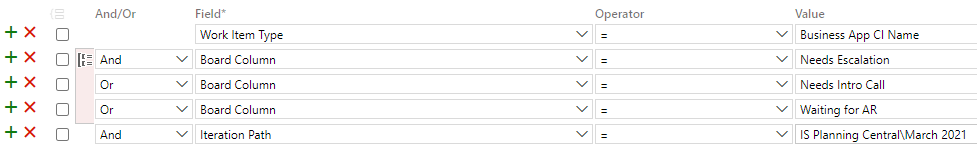 And/Or Field* Operator Value
Work Item Type = Business App CI Name
And Board Column = Needs Escalation
Or Board Column = Needs Intro Call
Or Board Column = Waiting for AR
And Iteration Path = IS Planning Central\March 2021